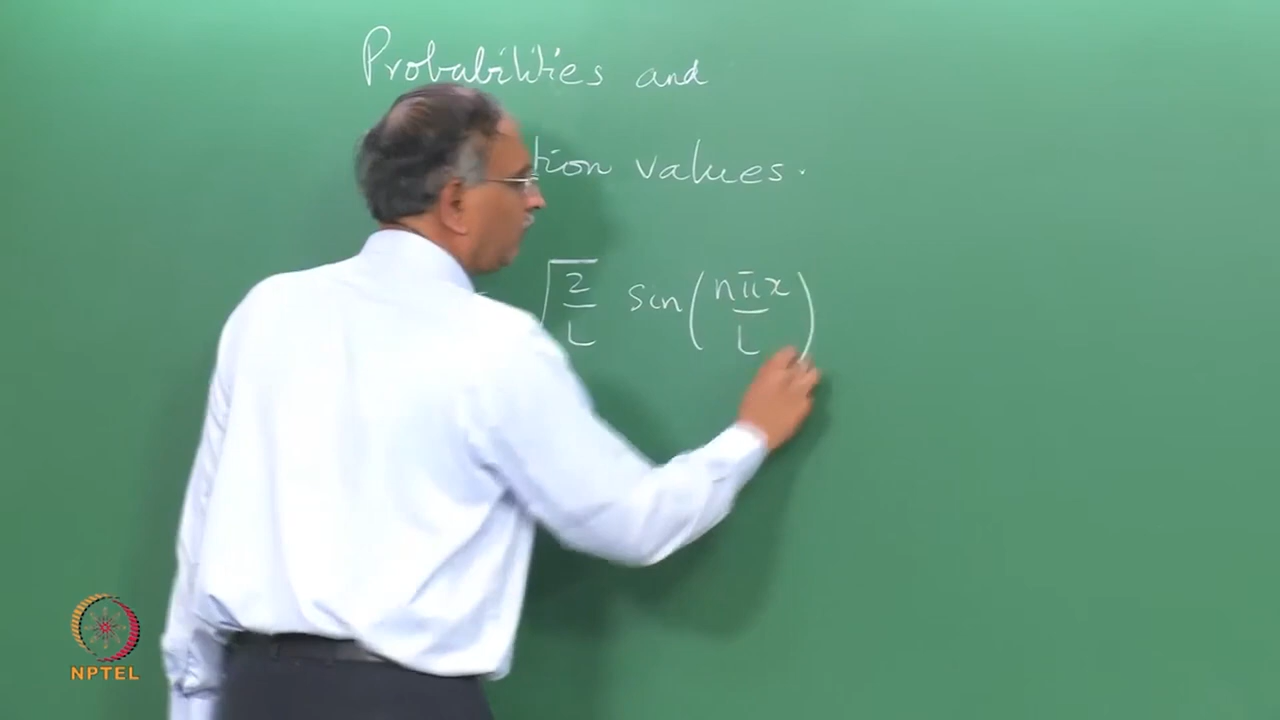 Probabilities and
tion values.
√(2/L) Sin(nπx/L)
NPTEL